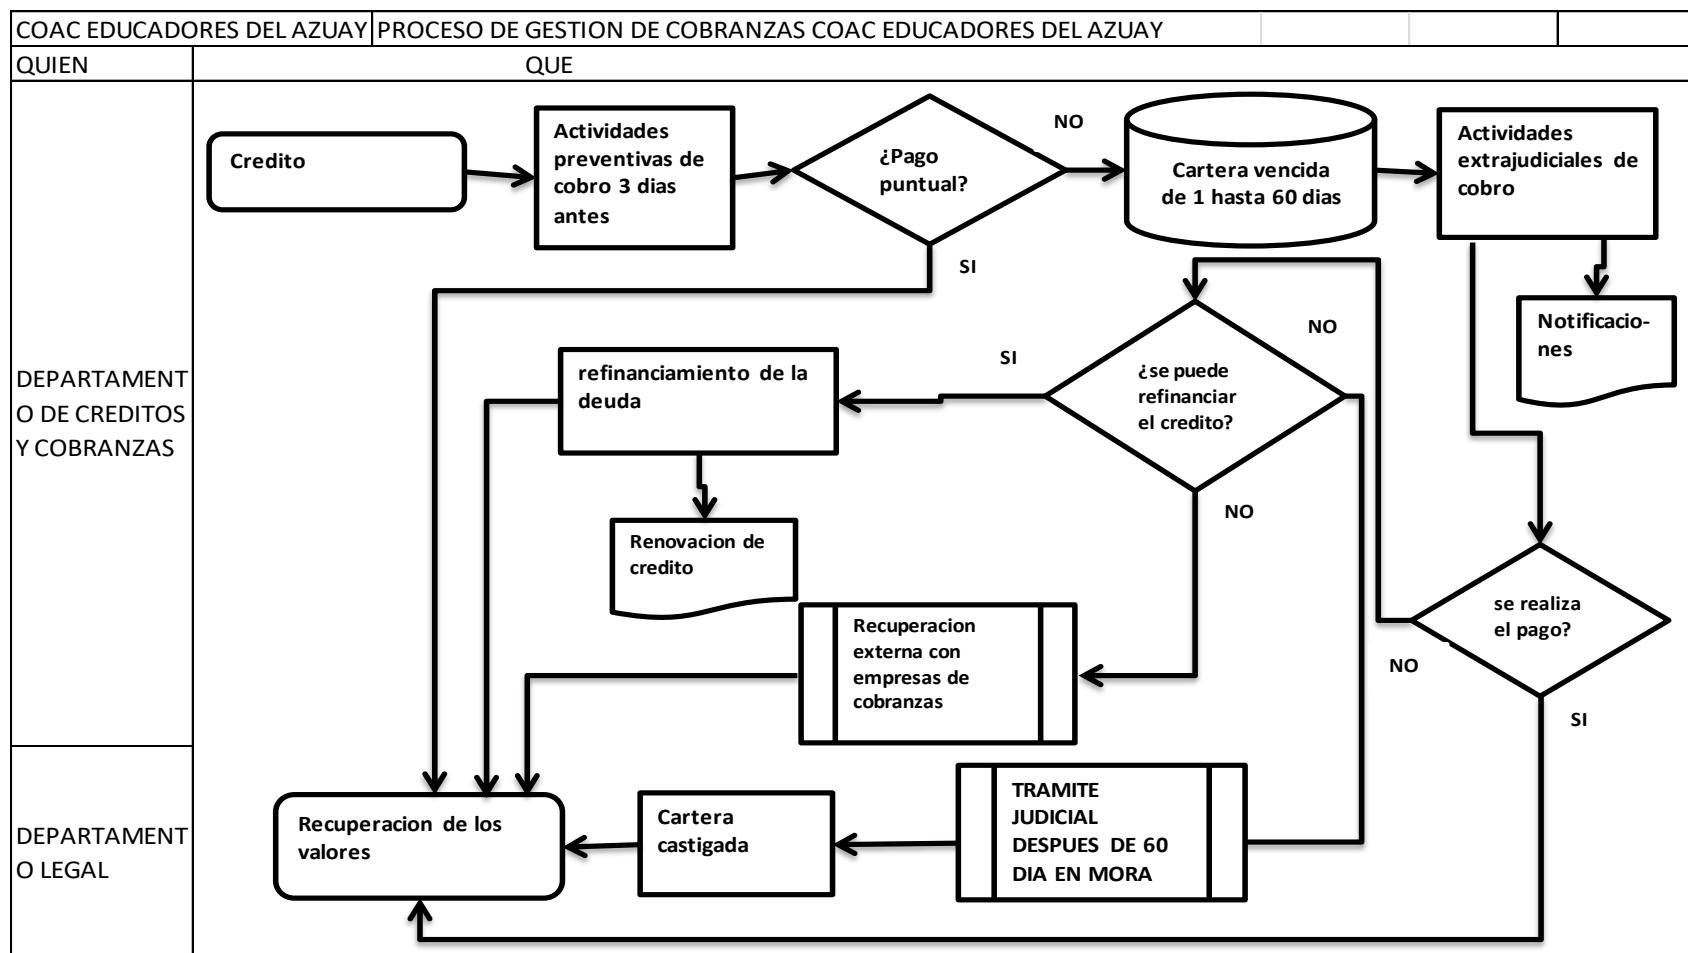 COAC EDUCADORES DEL AZUAY PROCESO DE GESTION DE COBRANZAS COAC EDUCADORES DEL AZUAY
QUIEN QUE
Credito
Actividades
preventivas de
cobro 3 dias
antes
¿Pago
puntual?
NO
SI
Cartera vencida
de 1 hasta 60 dias
Actividades
extrajudiciales de
cobro
Notificacio-
nes
DEPARTAMENT
O DE CREDITOS
Y COBRANZAS
refinanciamiento de la
deuda
SI
¿se puede
refinanciar
el credito?
NO
NO
Renovacion de
credito
se realiza
el pago?
NO
SI
Recuperacion
externa con
empresas de
cobranzas
DEPARTAMENT
O LEGAL
Recuperacion de los
valores
Cartera
castigada
TRAMITE
JUDICIAL
DESPUES DE 60
DIA EN MORA